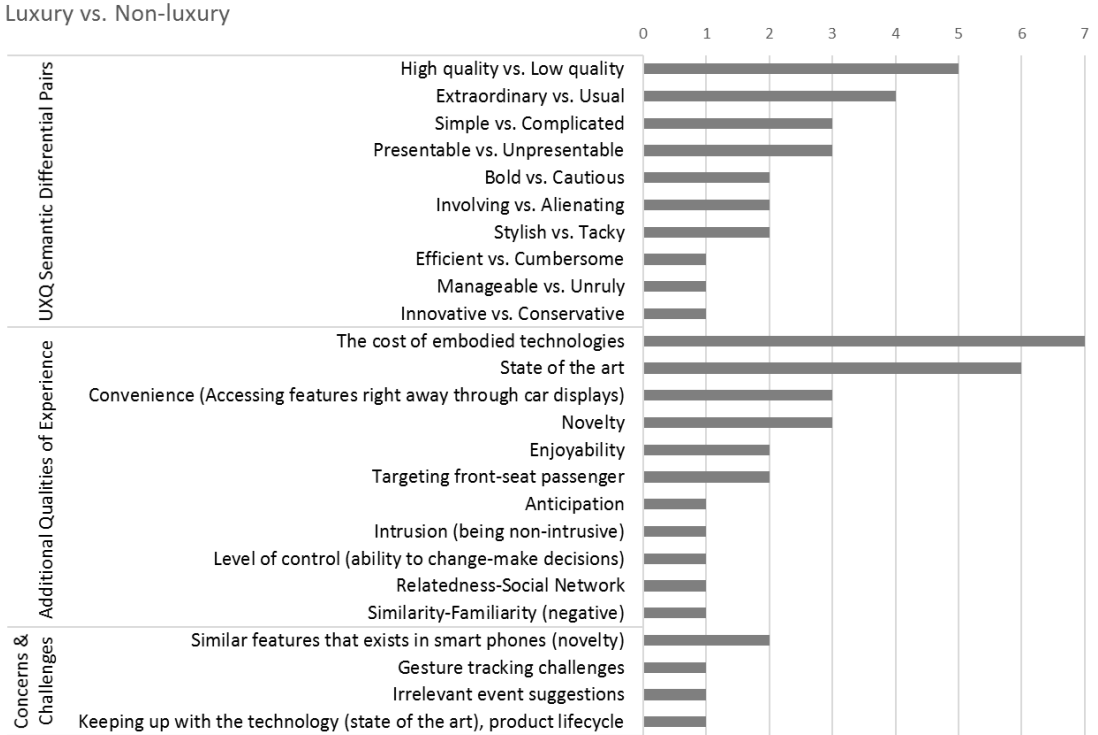 Luxury vs. Non-luxury
0 1 2 3 4 5 6 7
UXQ Semantic Differential Pairs
High quality vs. Low quality
Extraordinary vs. Usual
Simple vs. Complicated
Presentable vs. Unpresentable
Bold vs. Cautious
Involving vs. Alienating
Stylish vs. Tacky
Efficient vs. Cumbersome
Manageable vs. Unruly
Innovative vs. Conservative
Additional Qualities of Experience
The cost of embodied technologies
State of the art
Convenience (Accessing features right away through car displays)
Novelty
Enjoyability
Targeting front-seat passenger
Anticipation
Intrusion (being non-intrusive)
Level of control (ability to change-make decisions)
Relatedness-Social Network
Similarity-Familiarity (negative)
Concerns &
Challenges
Similar features that exists in smart phones (novelty)
Gesture tracking challenges
Irrelevant event suggestions
Keeping up with the technology (state of the art), product lifecycle